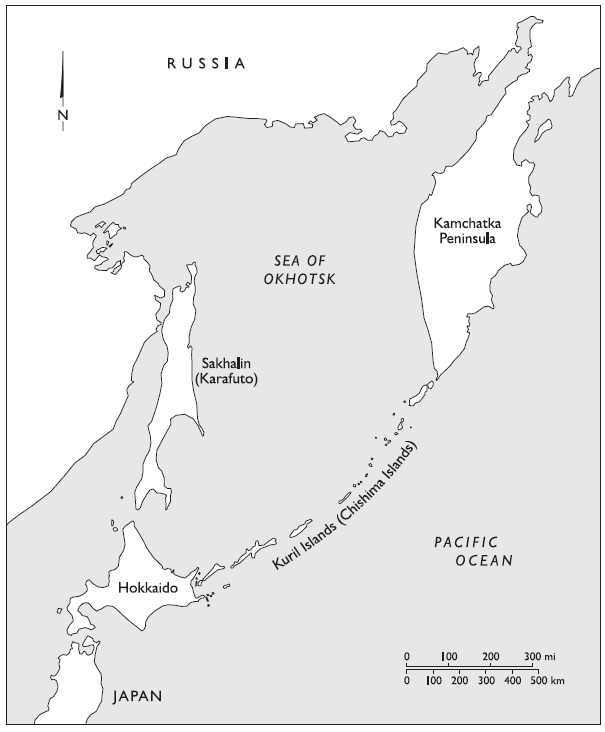 RUSSIA
N
Kamchatka
Peninsula
SEA OF
OKHOTSK
Sakhalin
(Karafuto)
Kuril Islands (Chishima Islands)
PACIFIC
OCEAN
Hokkaido
0 100 200 300 mi
0 100 200 300 400 500 km
JAPAN